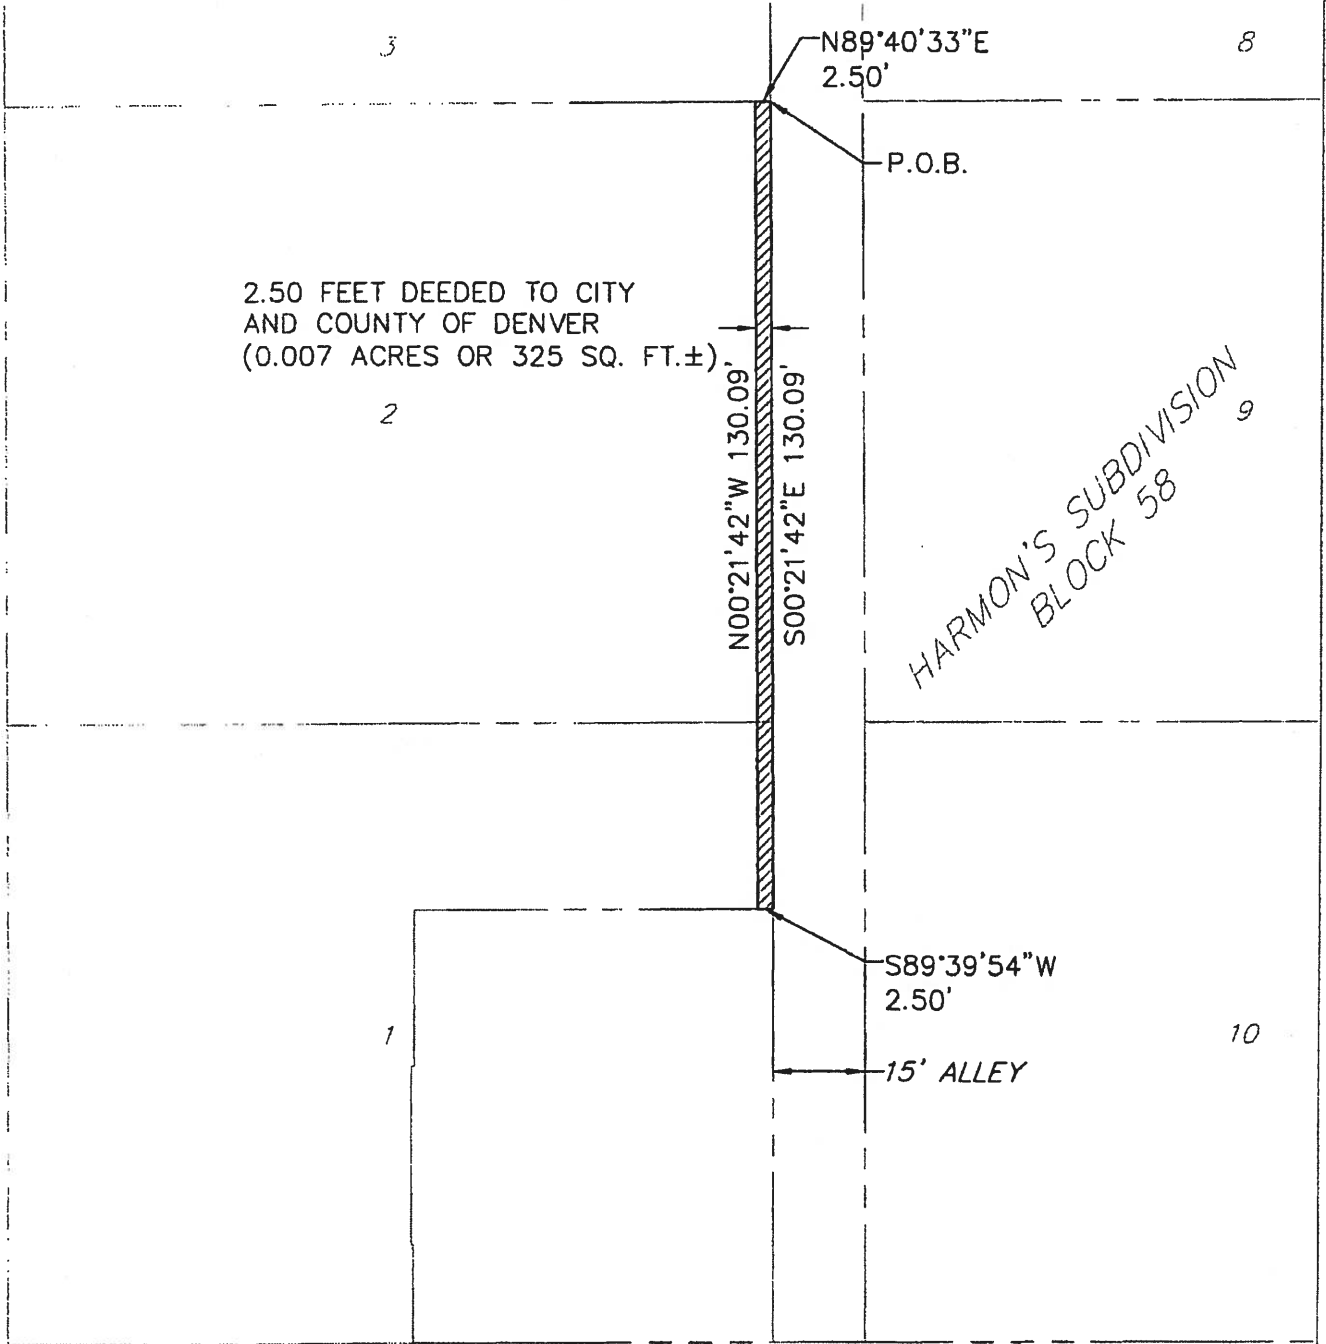 3
N89°40'33"E
2.50'
8
P.O.B.
2.50 FEET DEEDED TO CITY
AND COUNTY OF DENVER
(0.007 ACRES OR 325 SQ. FT.±)
2
N00°21'42"W 130.09'
S00°21'42"E 130.09'
HARMON'S SUBDIVISION
BLOCK 58
9
S89°39'54"W
2.50'
1
10
15' ALLEY